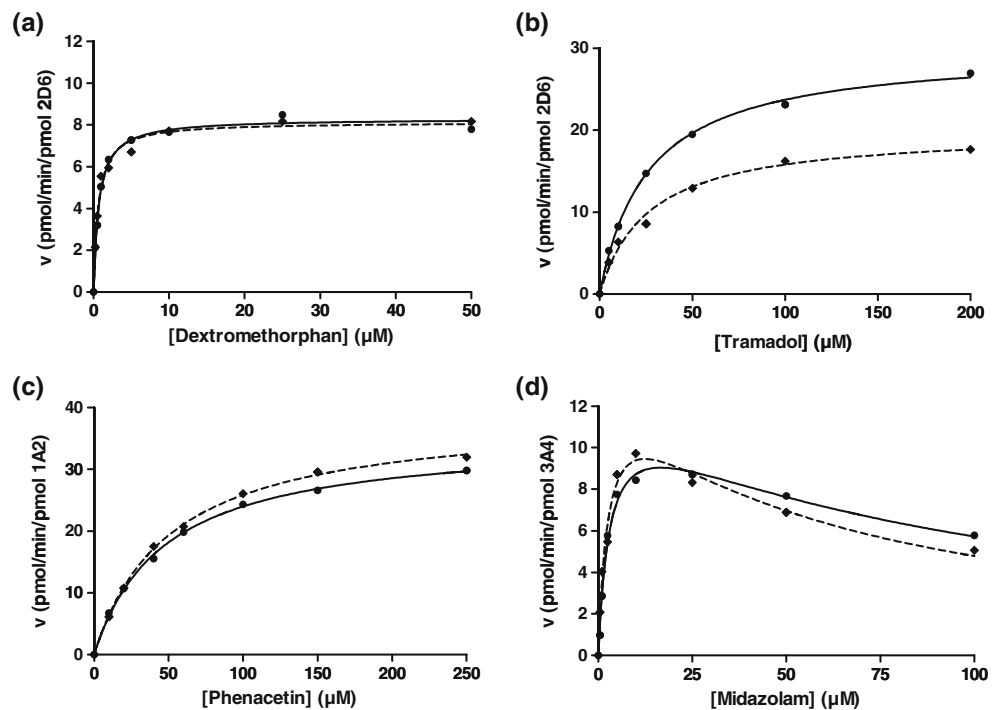 (a)
12
10
8
6
4
2
0
v (pmol/min/pmol 2D6)
0 10 20 30 40 50
[Dextromethorphan] (µM)
(b)
30
20
10
0
v (pmol/min/pmol 2D6)
0 50 100 150 200
[Tramadol] (µM)
(c)
40
30
20
10
0
v (pmol/min/pmol 1A2)
0 50 100 150 200 250
[Phenacetin] (µM)
(d)
12
10
8
6
4
2
0
v (pmol/min/pmol 3A4)
0 25 50 75 100
[Midazolam] (µM)